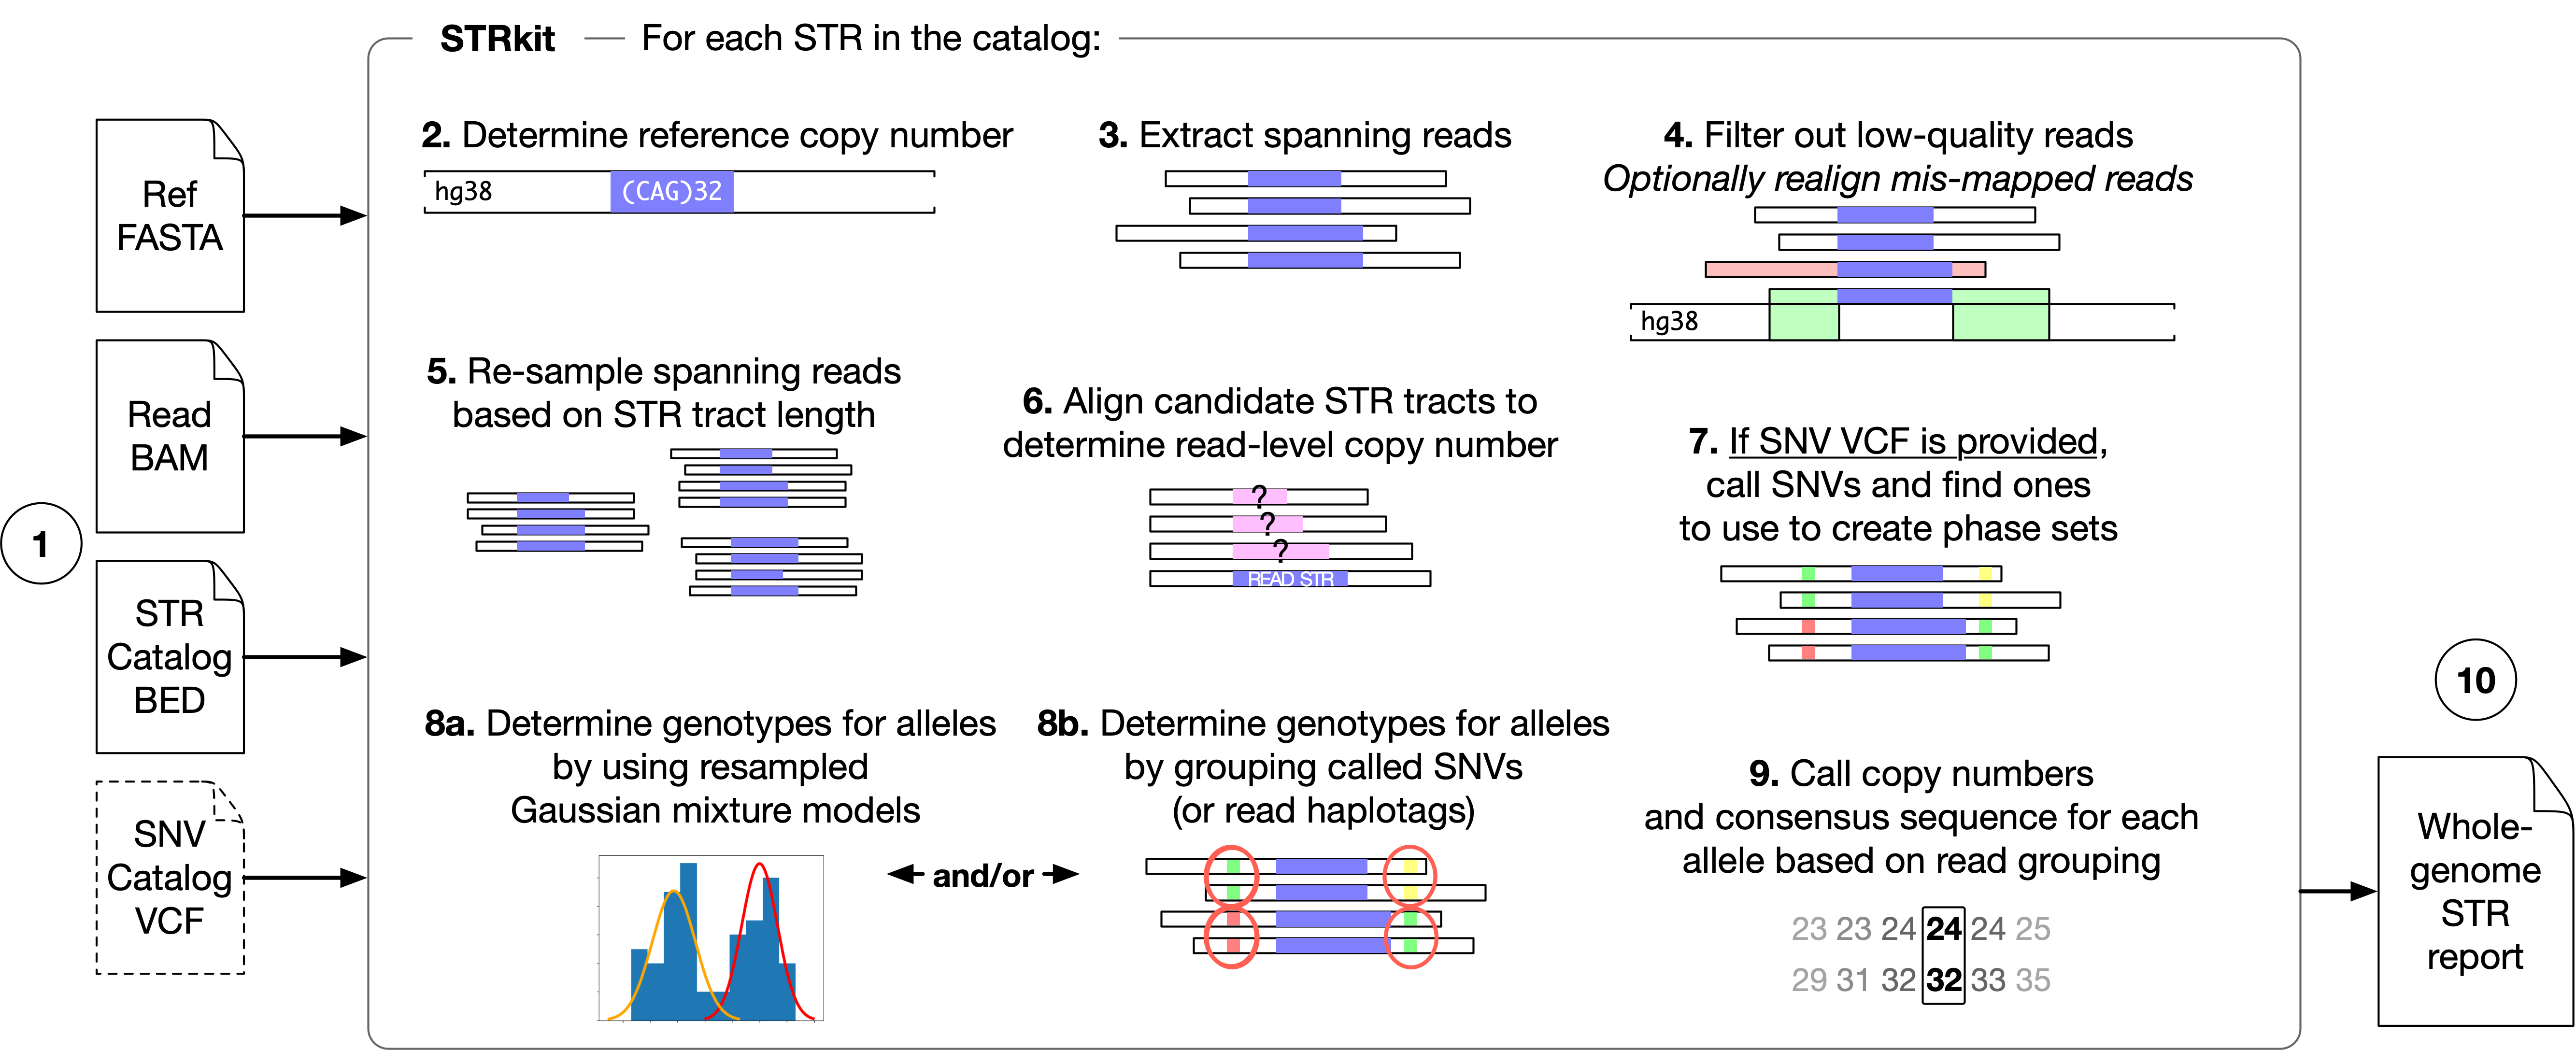 STRkit
For each STR in the catalog:
1
Ref
FASTA
Read
BAM
STR
Catalog
BED
SNV
Catalog
VCF
2. Determine reference copy number
hg38
(CAG)32
3. Extract spanning reads
4. Filter out low-quality reads
Optionally realign mis-mapped reads
hg38
5. Re-sample spanning reads
based on STR tract length
6. Align candidate STR tracts to
determine read-level copy number
?
?
?
READ STR
7. If SNV VCF is provided,
call SNVs and find ones
to use to create phase sets
8a. Determine genotypes for alleles
by using resampled
Gaussian mixture models
and/or
8b. Determine genotypes for alleles
by grouping called SNVs
(or read haplotags)
9. Call copy numbers
and consensus sequence for each
allele based on read grouping
23 23 24 24 24 25
29 31 32 32 33 35
10
Whole-
genome
STR
report